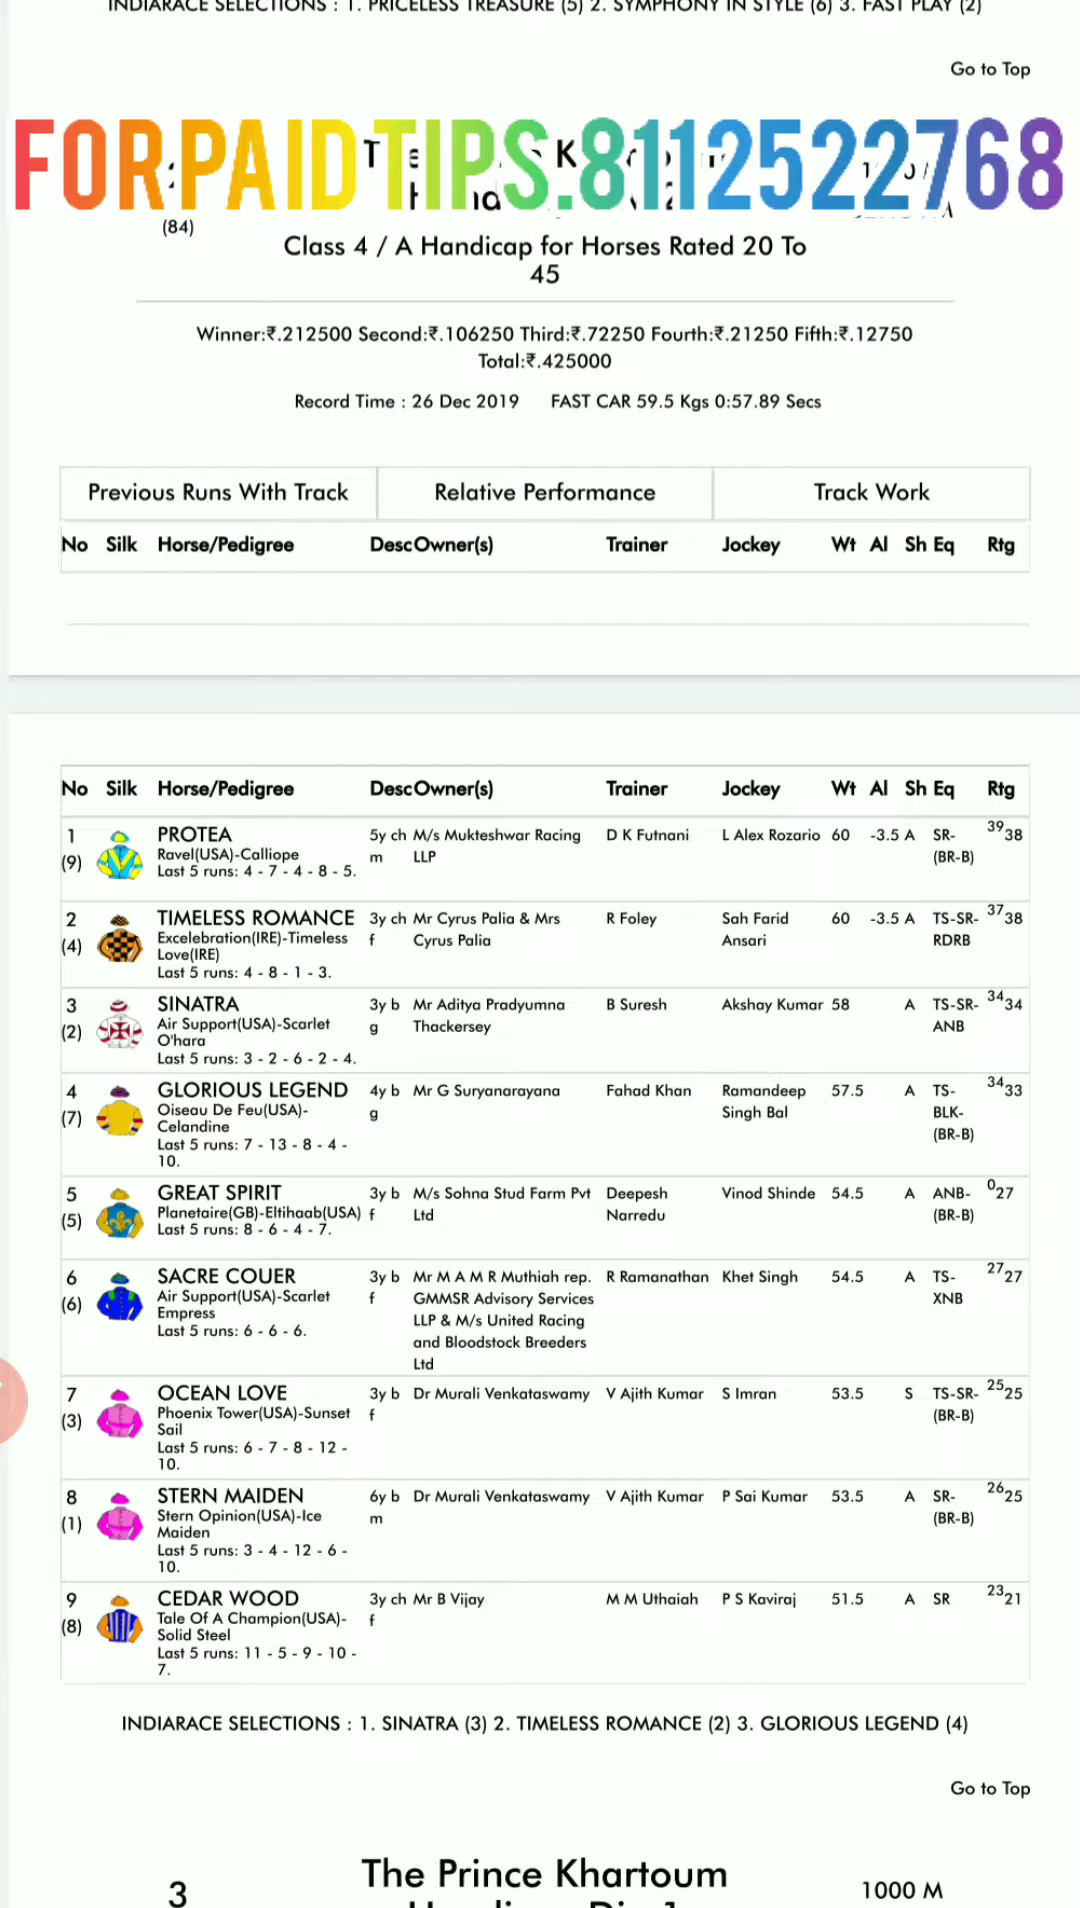 INDIARACE SELECTIONS : 1. PRICELESS TREASURE (5) 2. SYMPHONY IN STYLE (6) 3. FAST PLAY (2)
Go to Top
FOR PAID TIPS.8112522768
(84)
Class 4 / A Handicap for Horses Rated 20 To
45
Winner:₹.212500 Second:₹.106250 Third:₹.72250 Fourth:₹.21250 Fifth:₹.12750
Total:₹.425000
Record Time : 26 Dec 2019 FAST CAR 59.5 Kgs 0:57.89 Secs
Previous Runs With Track Relative Performance Track Work
No Silk Horse/Pedigree Desc Owner(s) Trainer Jockey Wt Al Sh Eq Rtg
No Silk Horse/Pedigree Desc Owner(s) Trainer Jockey Wt Al Sh Eq Rtg
1 PROTEA 5y ch M/s Mukteshwar Racing D K Futnani L Alex Rozario 60 -3.5 A SR- 39 38
(9) Ravel(USA)-Calliope m LLP (BR-B)
Last 5 runs: 4 - 7 - 4 - 8 - 5.
2 TIMELESS ROMANCE 3y ch Mr Cyrus Palia & Mrs R Foley Sah Farid 60 -3.5 A TS-SR- 37 38
(4) Excelebration(IRE)-Timeless f Cyrus Palia Ansari RDRB
Love(IRE)
Last 5 runs: 4 - 8 - 1 - 3.
3 SINATRA 3y b Mr Aditya Pradyumna B Suresh Akshay Kumar 58 A TS-SR- 34 34
(2) Air Support(USA)-Scarlet g Thackersey ANB
O'hara
Last 5 runs: 3 - 2 - 6 - 2 - 4.
4 GLORIOUS LEGEND 4y b Mr G Suryanarayana Fahad Khan Ramandeep 57.5 A TS- 34 33
(7) Oiseau De Feu(USA)- g Singh Bal BLK-
Celandine (BR-B)
Last 5 runs: 7 - 13 - 8 - 4 -
10.
5 GREAT SPIRIT 3y b M/s Sohna Stud Farm Pvt Deepesh Vinod Shinde 54.5 A ANB- 0 27
(5) Planetaire(GB)-Eltihaab(USA) f Ltd Narredu (BR-B)
Last 5 runs: 8 - 6 - 4 - 7.
6 SACRE COUER 3y b Mr M A M R Muthiah rep. R Ramanathan Khet Singh 54.5 A TS- 27 27
(6) Air Support(USA)-Scarlet f GMMSR Advisory Services XNB
Empress LLP & M/s United Racing
Last 5 runs: 6 - 6 - 6. and Bloodstock Breeders
Ltd
7 OCEAN LOVE 3y b Dr Murali Venkataswamy V Ajith Kumar S Imran 53.5 S TS-SR- 25 25
(3) Phoenix Tower(USA)-Sunset f (BR-B)
Sail
Last 5 runs: 6 - 7 - 8 - 12 -
10.
8 STERN MAIDEN 6y b Dr Murali Venkataswamy V Ajith Kumar P Sai Kumar 53.5 A SR- 26 25
(1) Stern Opinion(USA)-Ice m (BR-B)
Maiden
Last 5 runs: 3 - 4 - 12 - 6 -
10.
9 CEDAR WOOD 3y ch Mr B Vijay M M Uthaiah P S Kaviraj 51.5 A SR 23 21
(8) Tale Of A Champion(USA)- f
Solid Steel
Last 5 runs: 11 - 5 - 9 - 10 -
7.
INDIARACE SELECTIONS : 1. SINATRA (3) 2. TIMELESS ROMANCE (2) 3. GLORIOUS LEGEND (4)
Go to Top
The Prince Khartoum
3 1000 M